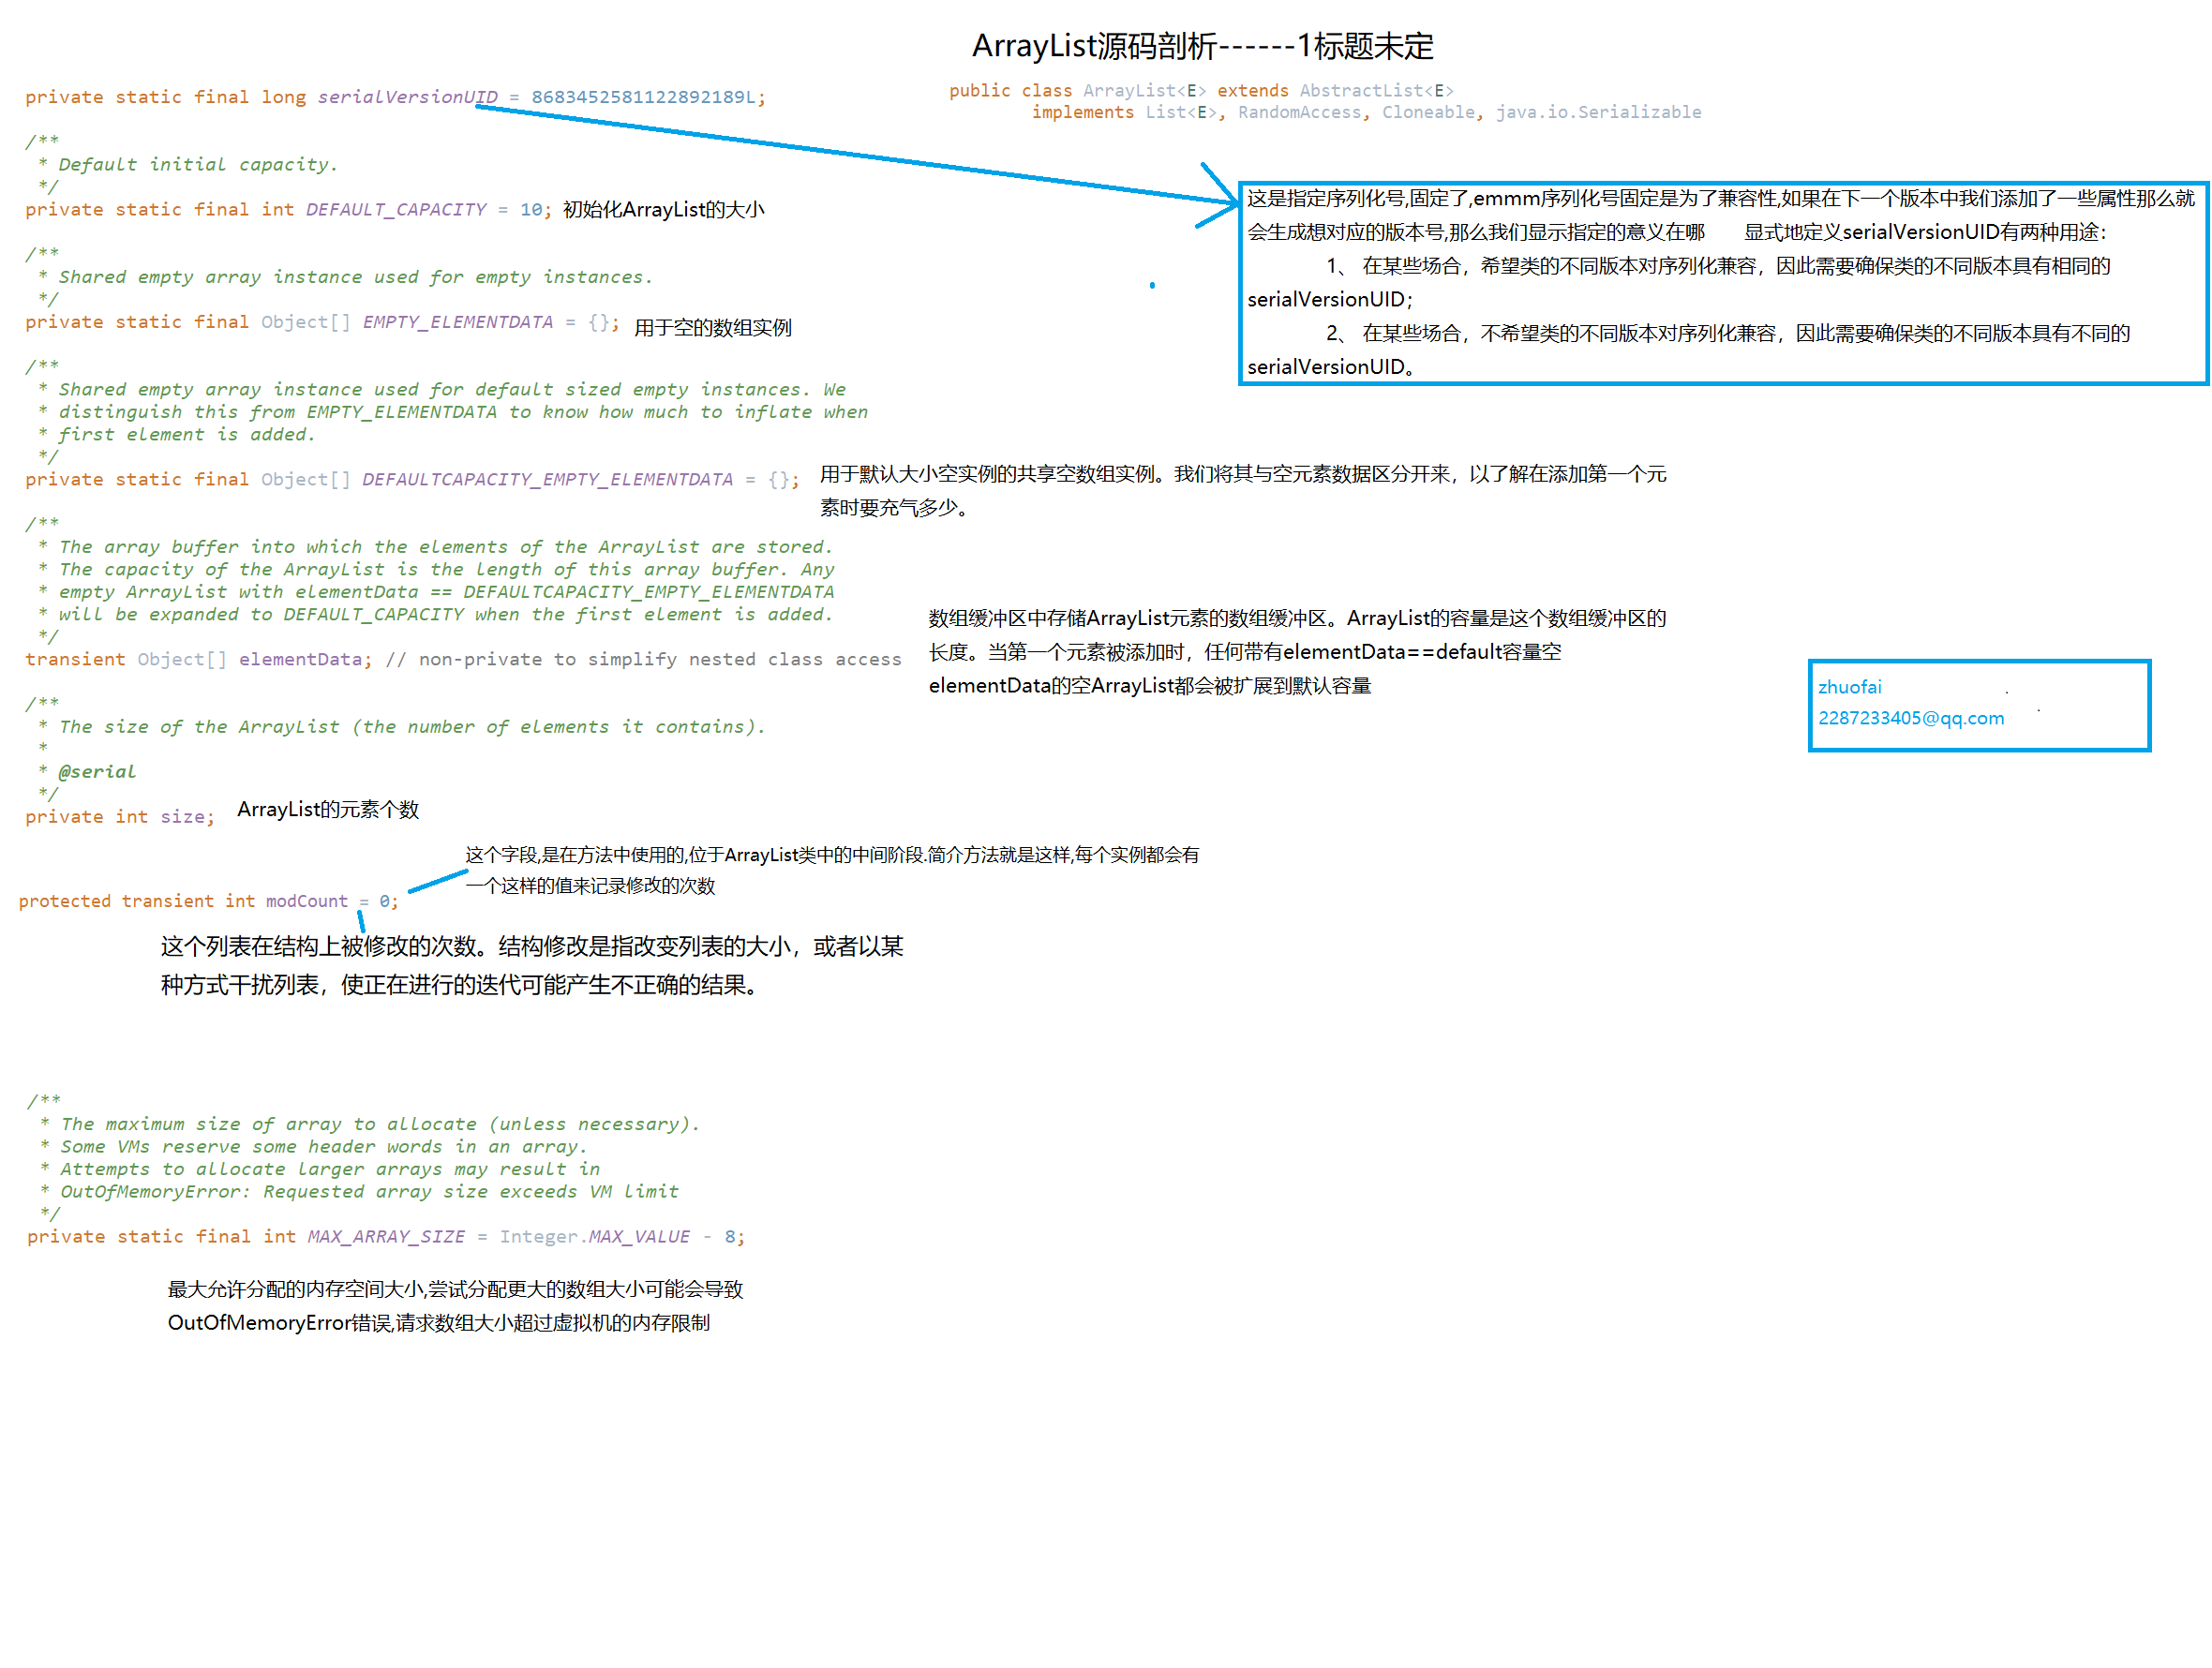 ArrayList源码剖析------1标题未定
public class ArrayList<E> extends AbstractList<E>
implements List<E>, RandomAccess, Cloneable, java.io.Serializable
private static final long serialVersionUID = 8683452581122892189L;
/**
* Default initial capacity.
*/
private static final int DEFAULT_CAPACITY = 10; 初始化ArrayList的大小
这是指定序列化号,固定了,emmm序列化号固定是为了兼容性,如果在下一个版本中我们添加了一些属性那么就
会生成想对应的版本号,那么我们显示指定的意义在哪 显式地定义serialVersionUID有两种用途：
1、 在某些场合，希望类的不同版本对序列化兼容，因此需要确保类的不同版本具有相同的
serialVersionUID；
2、 在某些场合，不希望类的不同版本对序列化兼容，因此需要确保类的不同版本具有不同的
serialVersionUID。
/**
* Shared empty array instance used for empty instances.
*/
private static final Object[] EMPTY_ELEMENTDATA = {}; 用于空的数组实例
/**
* Shared empty array instance used for default sized empty instances. We
* distinguish this from EMPTY_ELEMENTDATA to know how much to inflate when
* first element is added.
*/
private static final Object[] DEFAULTCAPACITY_EMPTY_ELEMENTDATA = {};
用于默认大小空实例的共享空数组实例。我们将其与空元素数据区分开来，以了解在添加第一个元
素时要充气多少。
/**
* The array buffer into which the elements of the ArrayList are stored.
* The capacity of the ArrayList is the length of this array buffer. Any
* empty ArrayList with elementData == DEFAULTCAPACITY_EMPTY_ELEMENTDATA
* will be expanded to DEFAULT_CAPACITY when the first element is added.
*/
transient Object[] elementData; // non-private to simplify nested class access
数组缓冲区中存储ArrayList元素的数组缓冲区。ArrayList的容量是这个数组缓冲区的
长度。当第一个元素被添加时，任何带有elementData==default容量空
elementData的空ArrayList都会被扩展到默认容量
zhuofai
2287233405@qq.com
/**
* The size of the ArrayList (the number of elements it contains).
*
* @serial
*/
private int size; ArrayList的元素个数
这个字段,是在方法中使用的,位于ArrayList类中的中间阶段.简介方法就是这样,每个实例都会有
一个这样的值来记录修改的次数
protected transient int modCount = 0;
这个列表在结构上被修改的次数。结构修改是指改变列表的大小，或者以某
种方式干扰列表，使正在进行的迭代可能产生不正确的结果。
/**
* The maximum size of array to allocate (unless necessary).
* Some VMs reserve some header words in an array.
* Attempts to allocate larger arrays may result in
* OutOfMemoryError: Requested array size exceeds VM limit
*/
private static final int MAX_ARRAY_SIZE = Integer.MAX_VALUE - 8;
最大允许分配的内存空间大小,尝试分配更大的数组大小可能会导致
OutOfMemoryError错误,请求数组大小超过虚拟机的内存限制